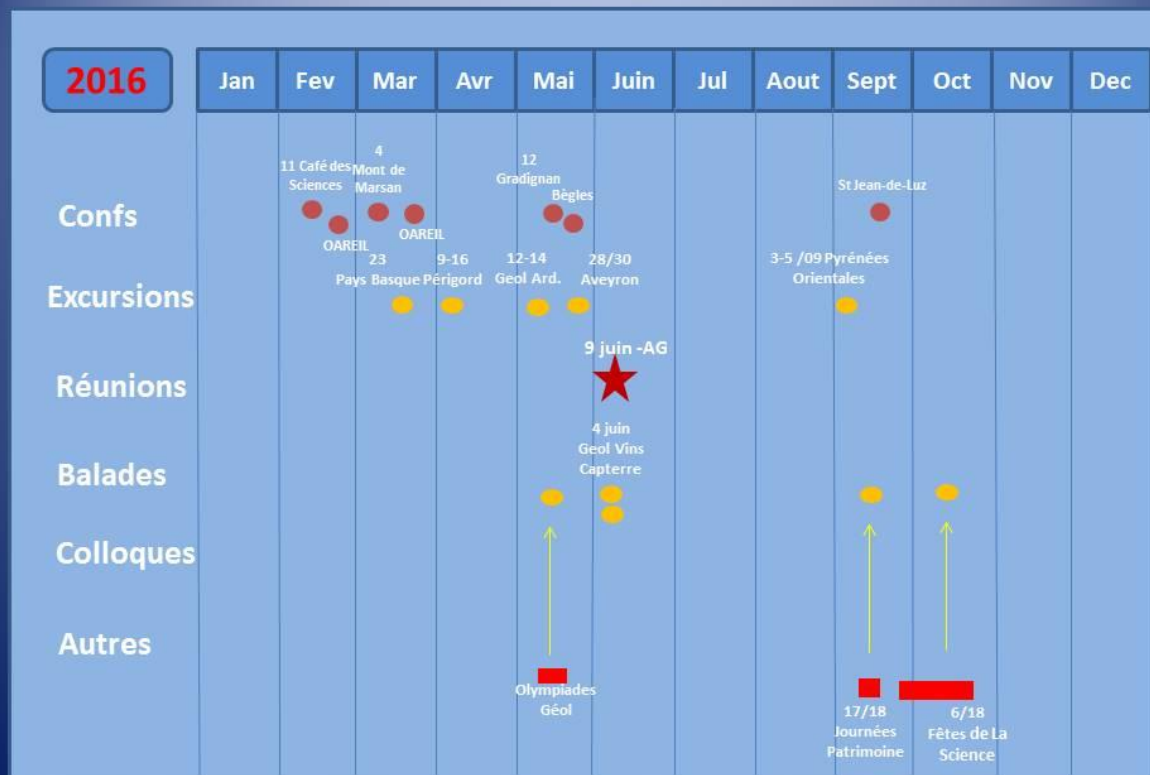 2016
Jan Fev Mar Avr Mai Juin Jul Aout Sept Oct Nov Dec
Confs
11 Café des
Sciences
OAREIL
4
Mont de
Marsan
OAREIL
12
Gradignan
Bègles
St Jean-de-Luz
Excursions
23
Pays Basque
9-16
Périgord
12-14
Geol Ard.
28/30
Aveyron
3-5 /09 Pyrénées
Orientales
Réunions
9 juin -AG
Balades
4 juin
Geol Vins
Capterre
Colloques
Autres
Olympiades
Géol
17/18
Journées
Patrimoine
6/18
Fêtes de La
Science